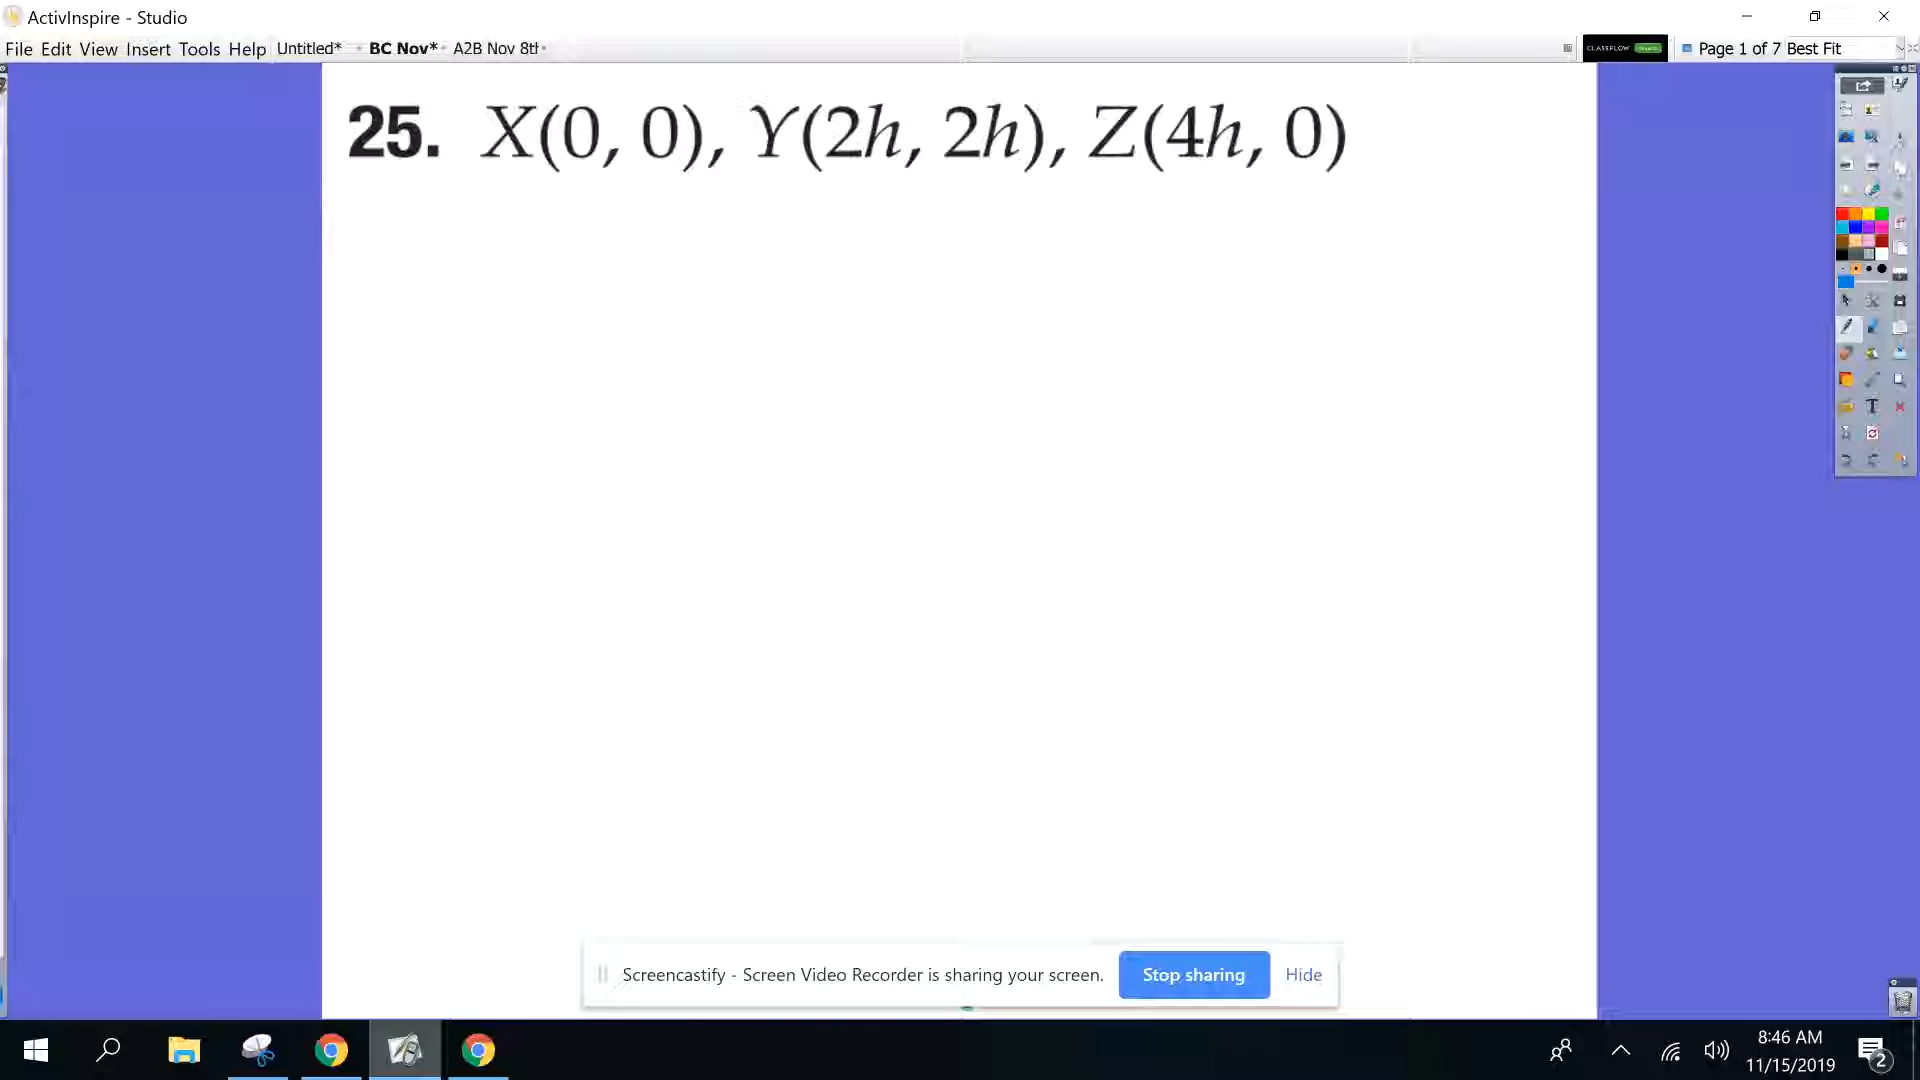 ActivInspire - Studio
File Edit View Insert Tools Help Untitled* BC Nov* A2B Nov 8th CLASSFLOW Page 1 of 7 Best Fit
25. X(0, 0), Y(2h, 2h), Z(4h, 0)
T
Screencastify - Screen Video Recorder is sharing your screen. Stop sharing Hide
8:46 AM
11/15/2019
2